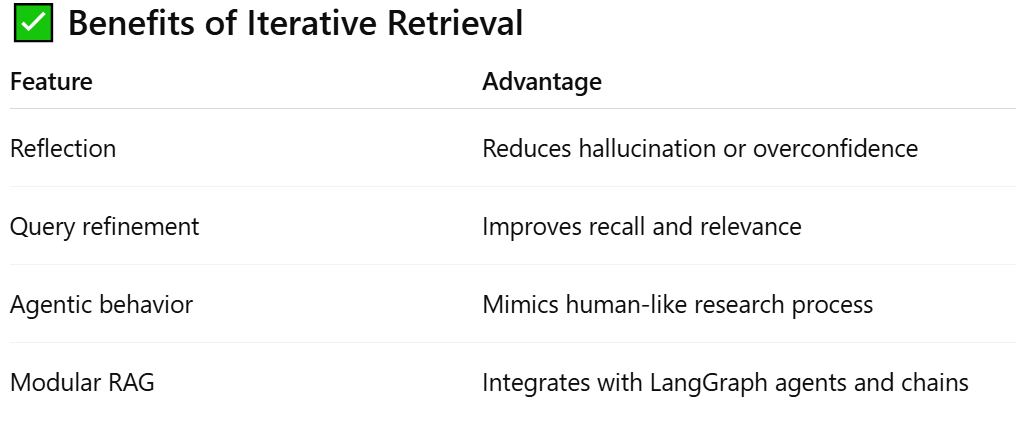 ✅ Benefits of Iterative Retrieval
Feature Advantage
Reflection Reduces hallucination or overconfidence
Query refinement Improves recall and relevance
Agentic behavior Mimics human-like research process
Modular RAG Integrates with LangGraph agents and chains